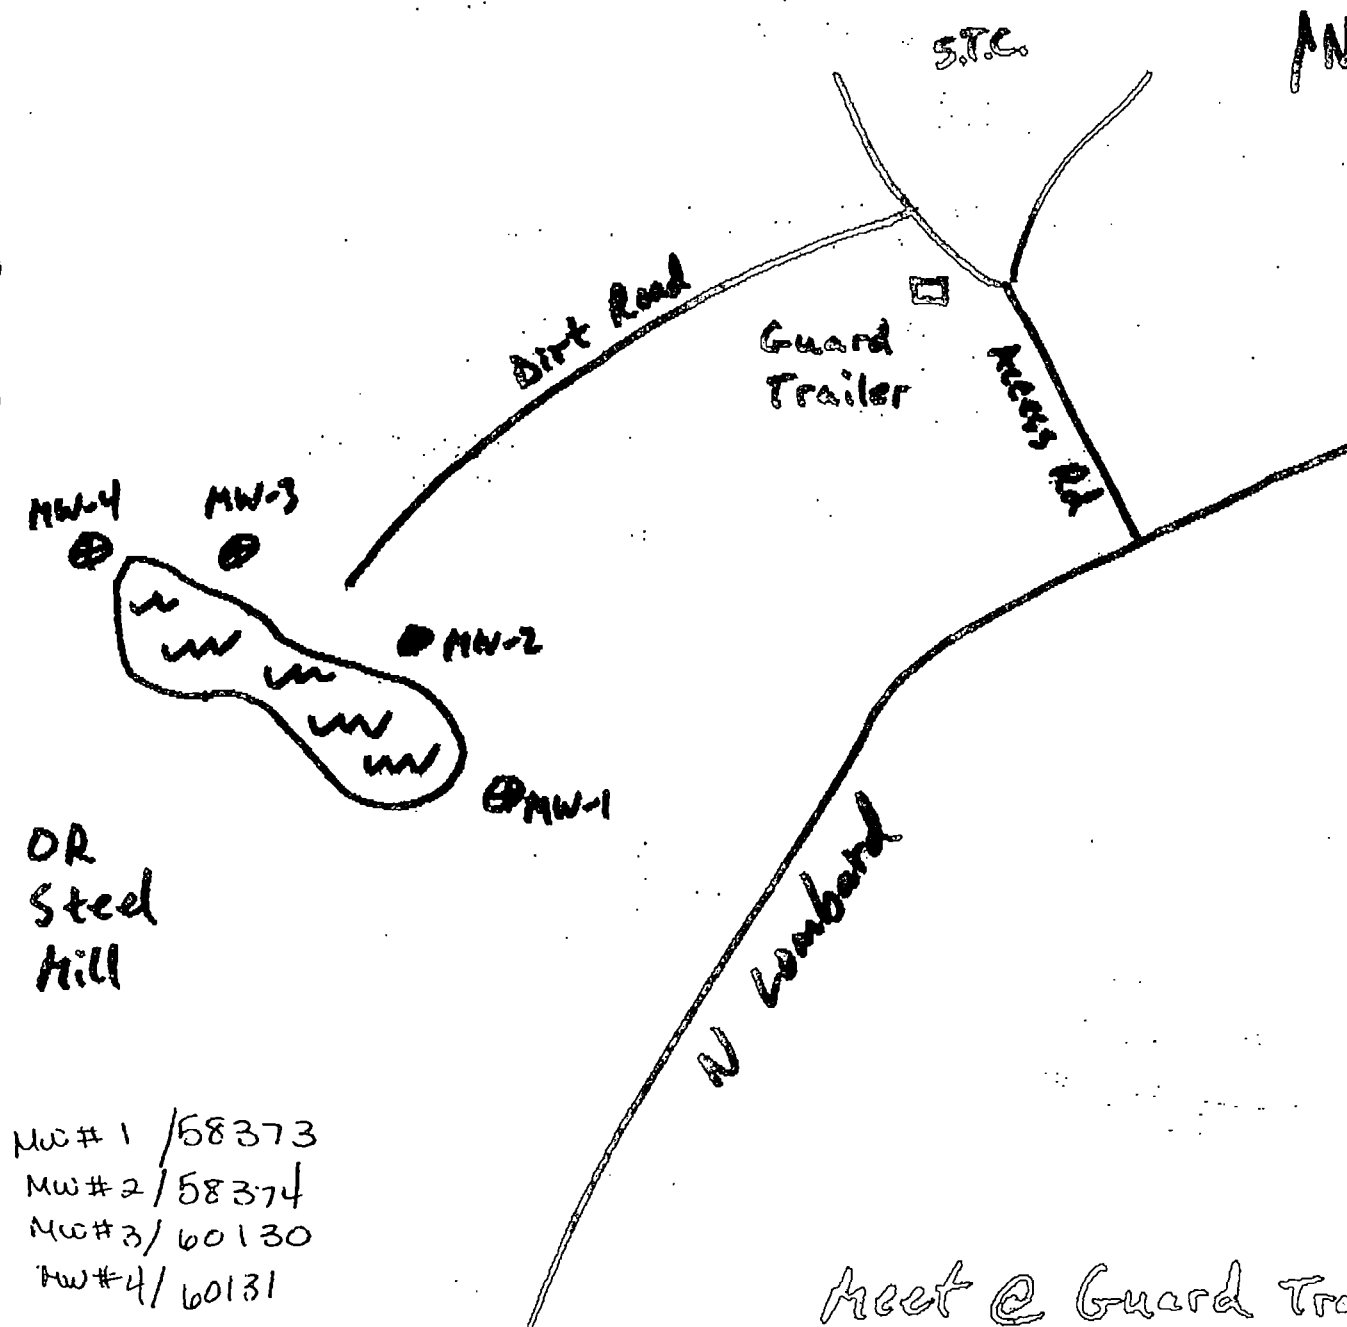 S.T.C.
N
Dirt Road
Guard
Trailer
Access Rd
MW-4
MW-3
MW-2
MW-1
OR
Steel
Mill
N Lombard
MW# 1 /58373
MW# 2/58374
MW#3/60130
MW#4/60131
Meet @ Guard Tra